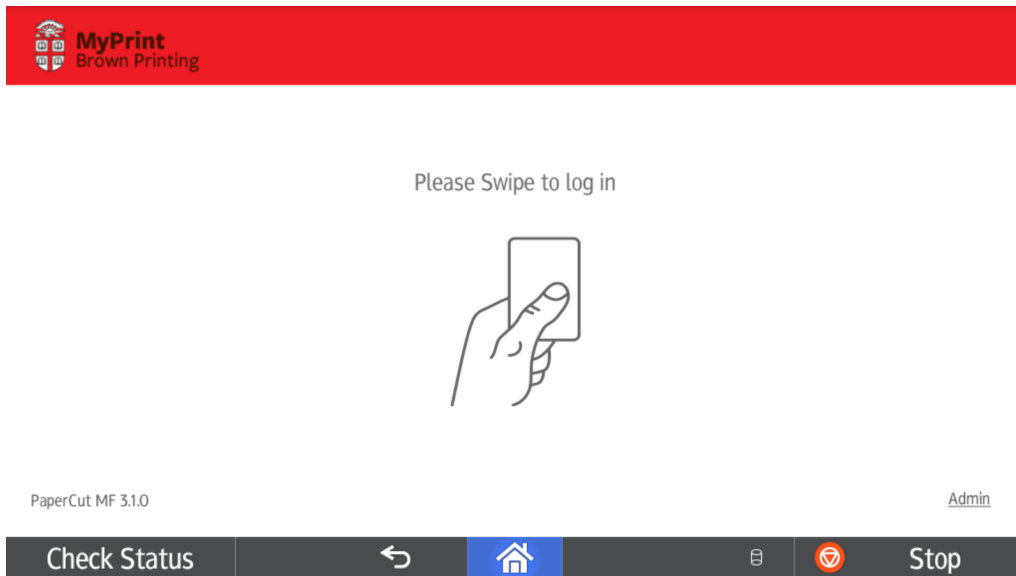 MyPrint
Brown Printing
Please Swipe to log in
PaperCut MF 3.1.0
Admin
Check Status
Stop